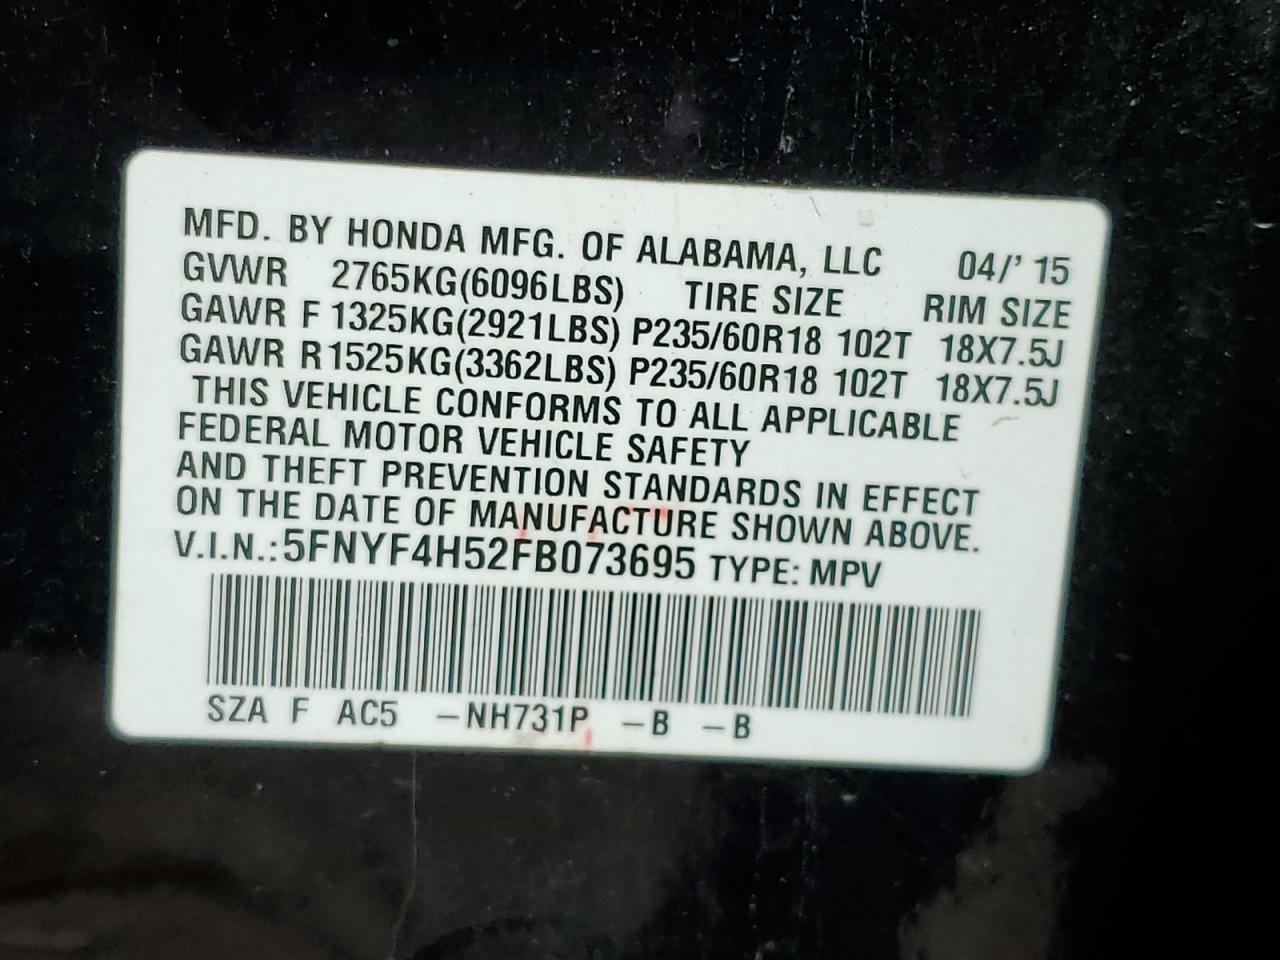 MFD. BY HONDA MFG. OF ALABAMA, LLC 04/' 15
GVWR 2765KG(6096LBS) TIRE SIZE RIM SIZE
GAWR F 1325KG(2921LBS) P235/60R18 102T 18X7.5J
GAWR R 1525KG(3362LBS) P235/60R18 102T 18X7.5J
THIS VEHICLE CONFORMS TO ALL APPLICABLE
FEDERAL MOTOR VEHICLE SAFETY
AND THEFT PREVENTION STANDARDS IN EFFECT
ON THE DATE OF MANUFACTURE SHOWN ABOVE.
V.I.N.:5FNYF4H52FB073695 TYPE: MPV
SZA F AC5 -NH731P -B -B